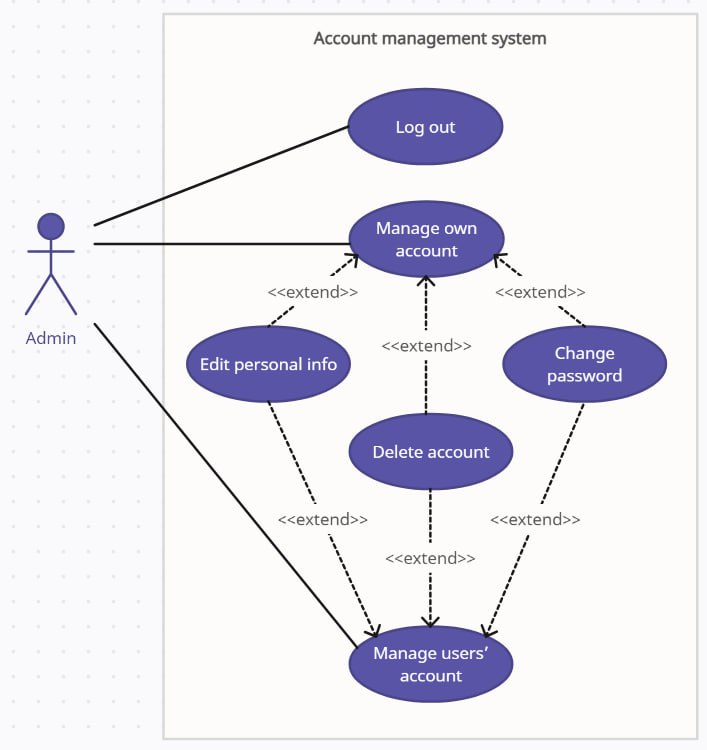 Account management system
Log out
Manage own
account
<<extend>>
<<extend>>
Admin
<<extend>>
Edit personal info
Change
password
Delete account
<<extend>>
<<extend>>
<<extend>>
Manage users’
account